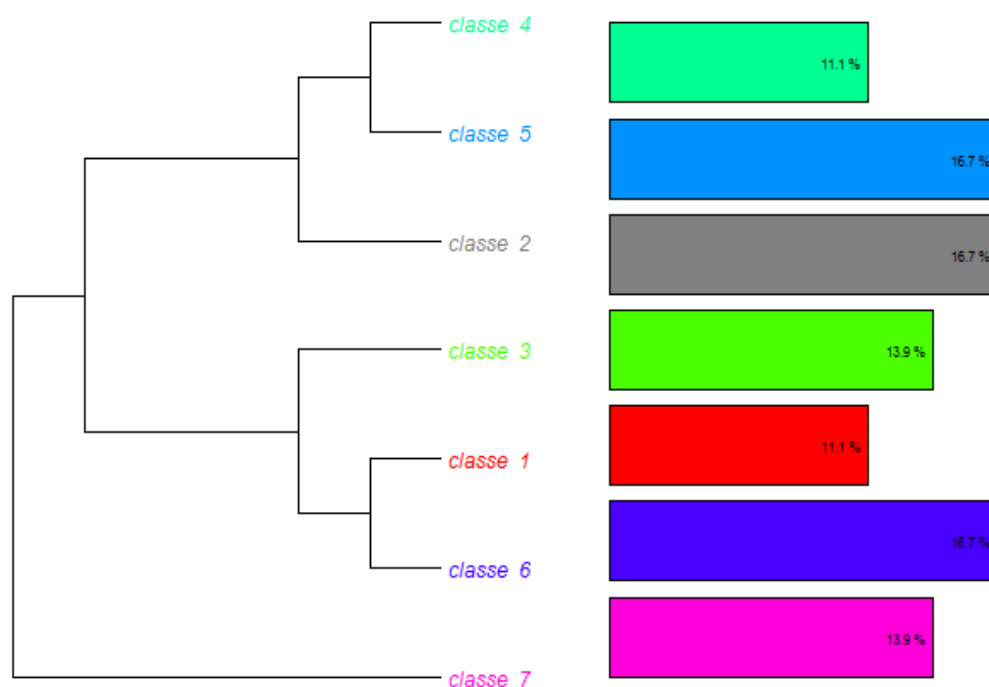 classe 4
11.1 %
classe 5
16.7 %
classe 2
16.7 %
classe 3
13.9 %
classe 1
11.1 %
classe 6
16.7 %
classe 7
13.9 %